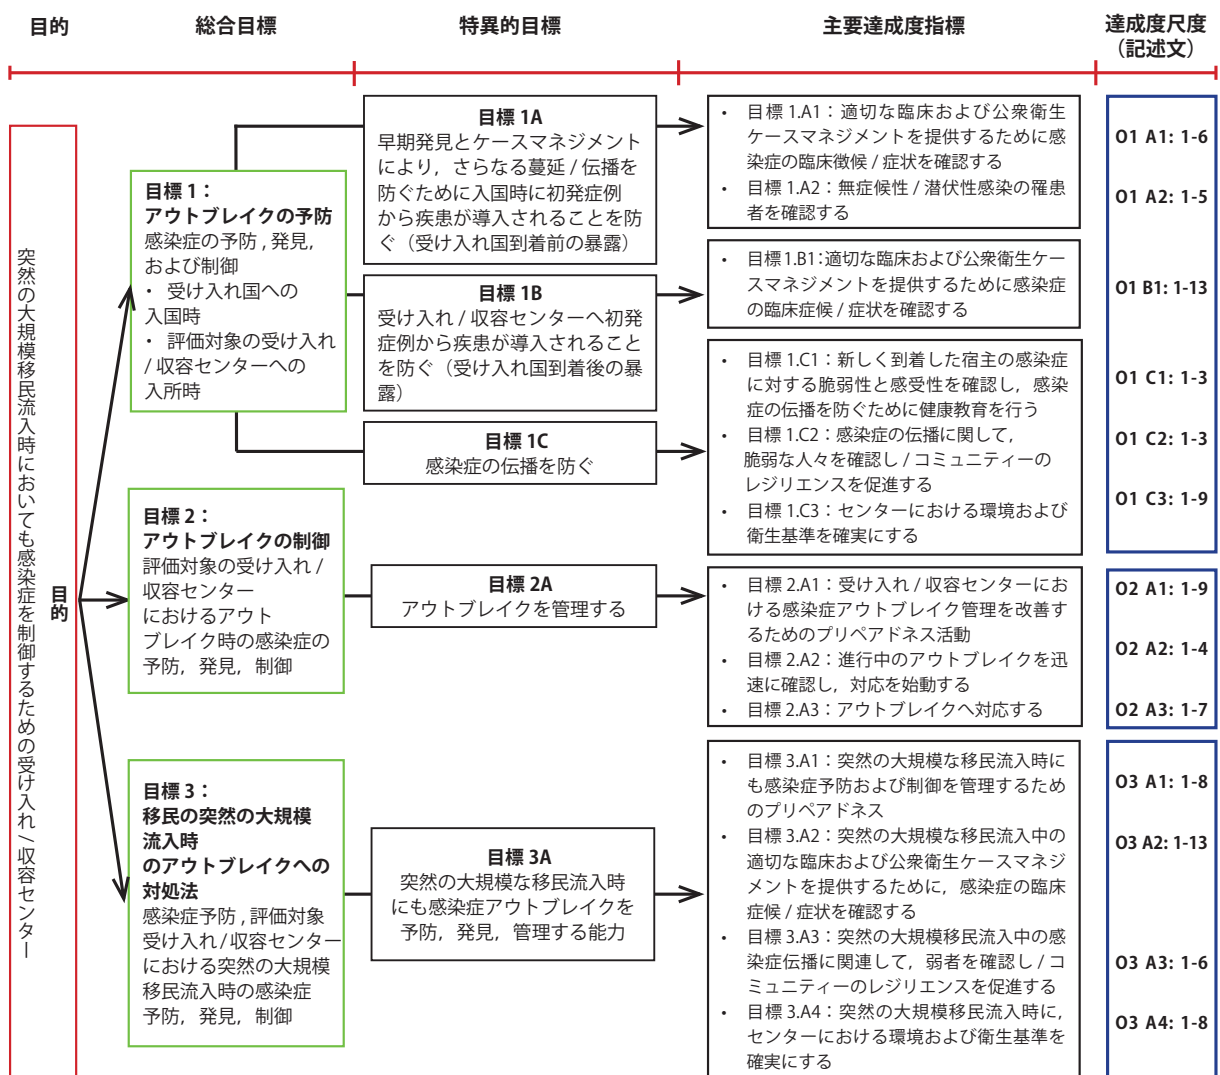 目的
総合目標
特異的目標
主要達成度指標
達成度尺度
（記述文）
突然の大規模移民流入時においても感染症を制御するための受け入れ/収容センター
目的
目標 1：
アウトブレイクの予防
感染症の予防 , 発見,
および制御
・ 受け入れ国への
入国時
・ 評価対象の受け入れ
/ 収容センターへの
入所時
目標 2：
アウトブレイクの制御
評価対象の受け入れ /
収容センター
におけるアウト
ブレイク時の感染症の
予防，発見，制御
目標 3：
移民の突然の大規模
流入時
のアウトブレイクへの
対処法
感染症予防 , 評価対象
受け入れ / 収容センター
における突然の大規模
移民流入時の感染症
予防，発見，制御
目標 1A
早期発見とケースマネジメント
により，さらなる蔓延 / 伝播を
防ぐために入国時に初発症例
から疾患が導入されることを防
ぐ（受け入れ国到着前の暴露）
目標 1B
受け入れ / 収容センターへ初発
症例から疾患が導入されること
を防ぐ（受け入れ国到着後の暴
露）
目標 1C
感染症の伝播を防ぐ
目標 2A
アウトブレイクを管理する
目標 3A
突然の大規模な移民流入時
にも感染症アウトブレイクを
予防，発見，管理する能力
• 目標 1.A1：適切な臨床および公衆衛生
ケースマネジメントを提供するために感
染症の臨床徴候 / 症状を確認する
• 目標 1.A2：無症候性 / 潜伏性感染の罹患
者を確認する
• 目標1.B1：適切な臨床および公衆衛生ケー
スマネジメントを提供するために感染症
の臨床症候 / 症状を確認する
• 目標 1.C1：新しく到着した宿主の感染症
に対する脆弱性と感受性を確認し，感染
症の伝播を防ぐために健康教育を行う
• 目標 1.C2：感染症の伝播に関して，
脆弱な人々を確認し / コミュニティーの
レジリエンスを促進する
• 目標 1.C3：センターにおける環境および
衛生基準を確実にする
• 目標 2.A1：受け入れ / 収容センターにお
ける感染症アウトブレイク管理を改善す
るためのプリペアドネス活動
• 目標 2.A2：進行中のアウトブレイクを迅
速に確認し，対応を始動する
• 目標 2.A3：アウトブレイクへ対応する
• 目標 3.A1：突然の大規模な移民流入時に
も感染症予防および制御を管理するため
のプリペアドネス
• 目標 3.A2：突然の大規模な移民流入中の
適切な臨床および公衆衛生ケースマネジ
メントを提供するために，感染症の臨床
症候 / 症状を確認する
• 目標 3.A3：突然の大規模移民流入中の感
染症伝播に関連して，弱者を確認し / コ
ミュニティーのレジリエンスを促進する
• 目標 3.A4：突然の大規模移民流入時に，
センターにおける環境および衛生基準を
確実にする
O1 A1: 1-6
O1 A2: 1-5
O1 B1: 1-13
O1 C1: 1-3
O1 C2: 1-3
O1 C3: 1-9
O2 A1: 1-9
O2 A2: 1-4
O2 A3: 1-7
O3 A1: 1-8
O3 A2: 1-13
O3 A3: 1-6
O3 A4: 1-8